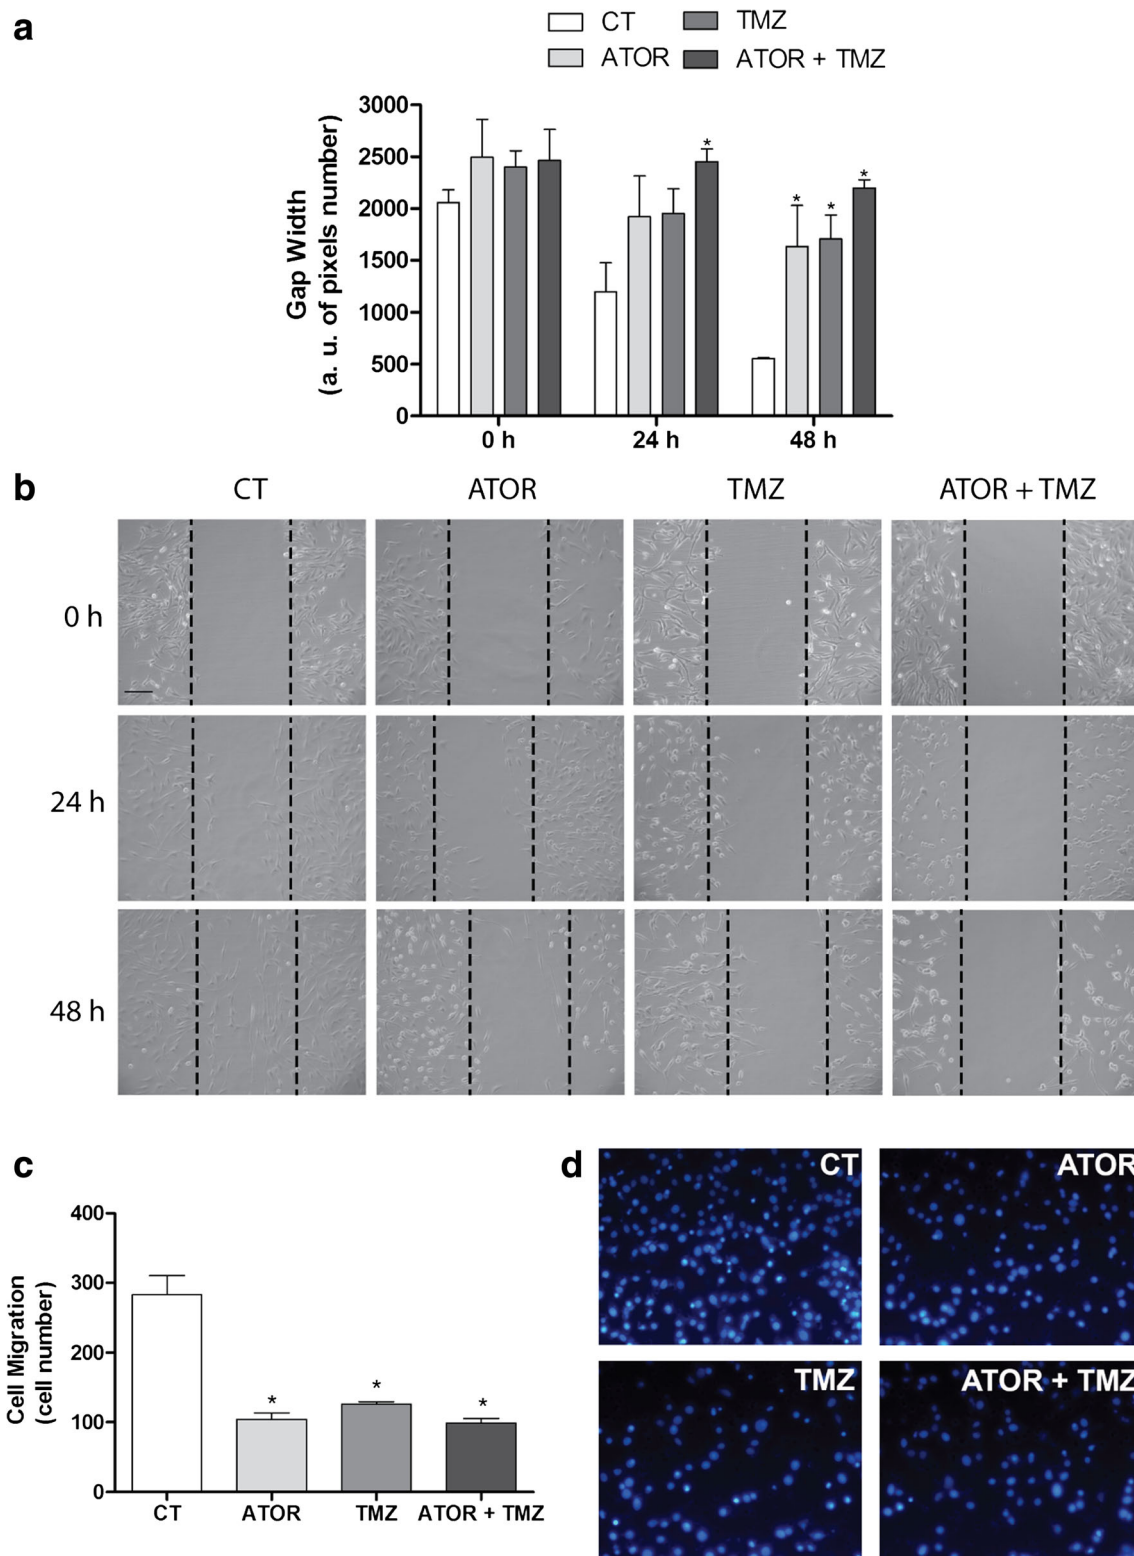 a
CT
TMZ
ATOR
ATOR + TMZ
Gap Width
(a. u. of pixels number)
3000
2500
2000
1500
1000
500
0
*
*
*
*
0 h
24 h
48 h
b
CT
ATOR
TMZ
ATOR + TMZ
0 h
24 h
48 h
c
Cell Migration
(cell number)
400
300
200
100
0
*
*
*
CT
ATOR
TMZ
ATOR + TMZ
d
CT
ATOR
TMZ
ATOR + TMZ